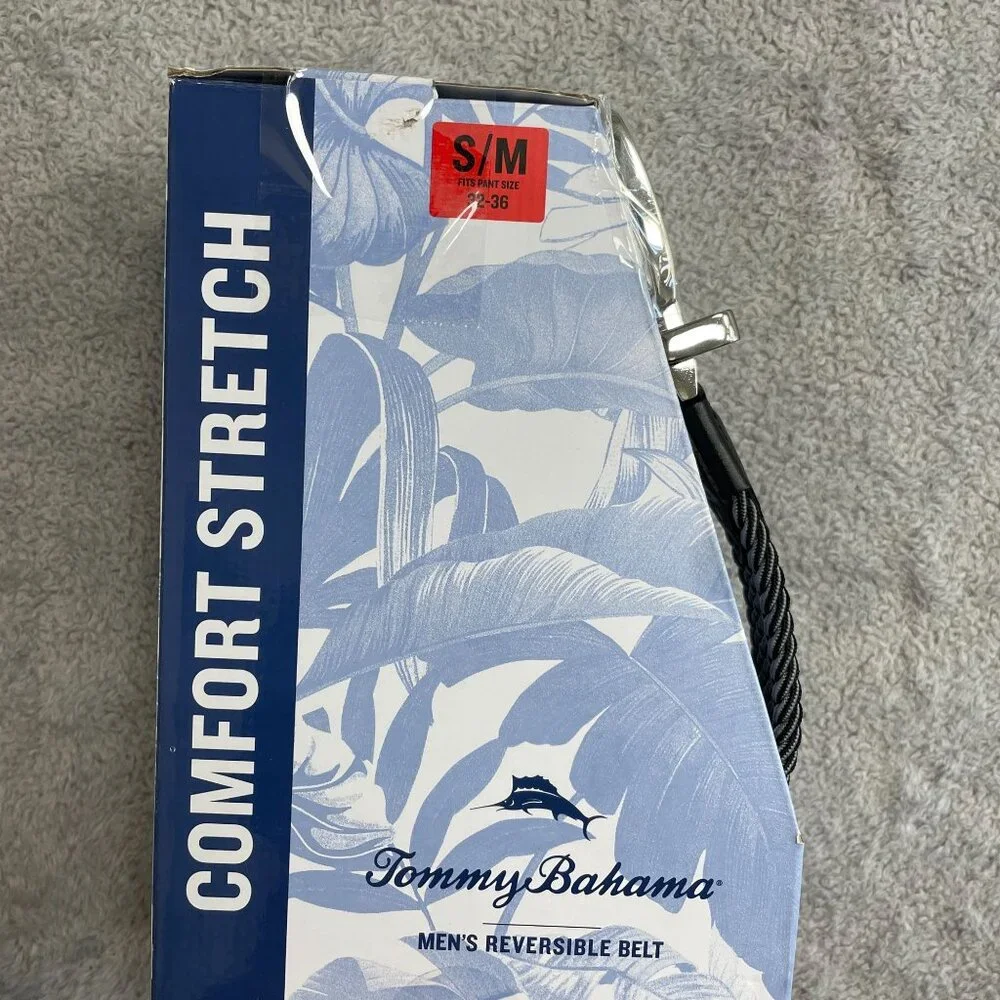 S/M
FITS PANT SIZE
32-36
COMFORT STRETCH
Tommy Bahama
MEN'S REVERSIBLE BELT